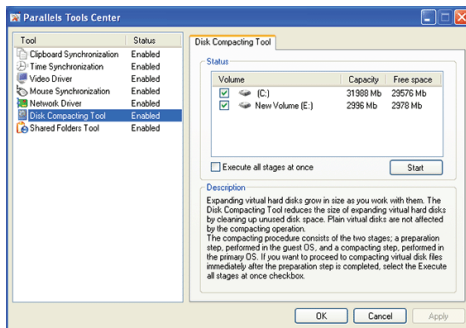 Parallels Tools Center
Tool Status
Clipboard Synchronization Enabled
Time Synchronization Enabled
Video Driver Enabled
Mouse Synchronization Enabled
Network Driver Enabled
Disk Compacting Tool Enabled
Shared Folders Tool Enabled
Disk Compacting Tool
Status
Volume Capacity Free space
(C:) 31988 Mb 29576 Mb
New Volume (E:) 2996 Mb 2978 Mb
Execute all stages at once Start
Description
Expanding virtual hard disks grow in size as you work with them. The
Disk Compacting Tool reduces the size of expanding virtual hard disks
by cleaning up unused disk space. Plain virtual disks are not affected
by the compacting operation.
The compacting procedure consists of the two stages; a preparation
step, performed in the guest OS, and a compacting step, performed in
the primary OS. If you want to proceed to compacting virtual disk files
immediately after the preparation step is completed, select the Execute
all stages at once checkbox.
OK Cancel Apply